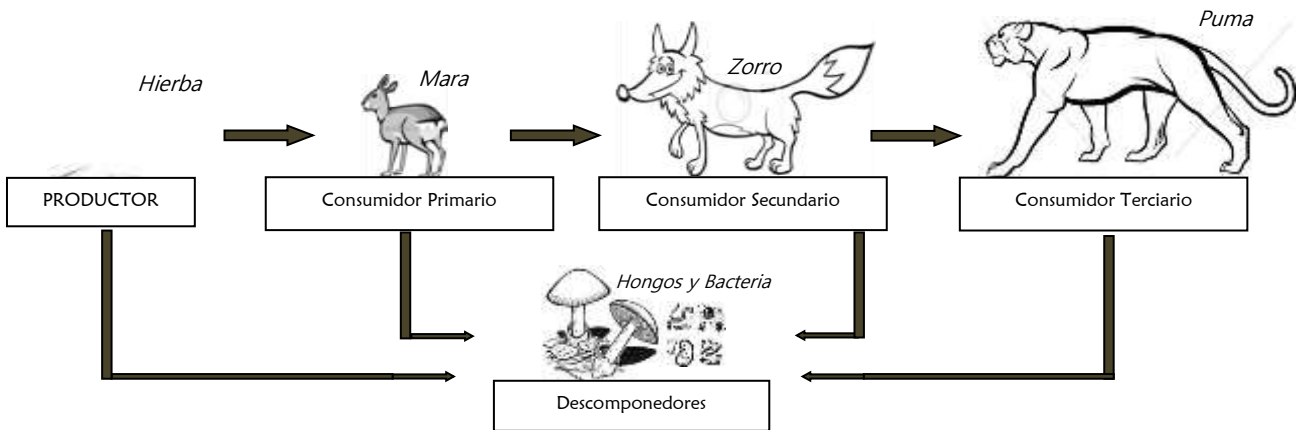 Puma
Zorro
Mara
Hierba
PRODUCTOR
Consumidor Primario
Consumidor Secundario
Consumidor Terciario
Hongos y Bacteria
Descomponedores